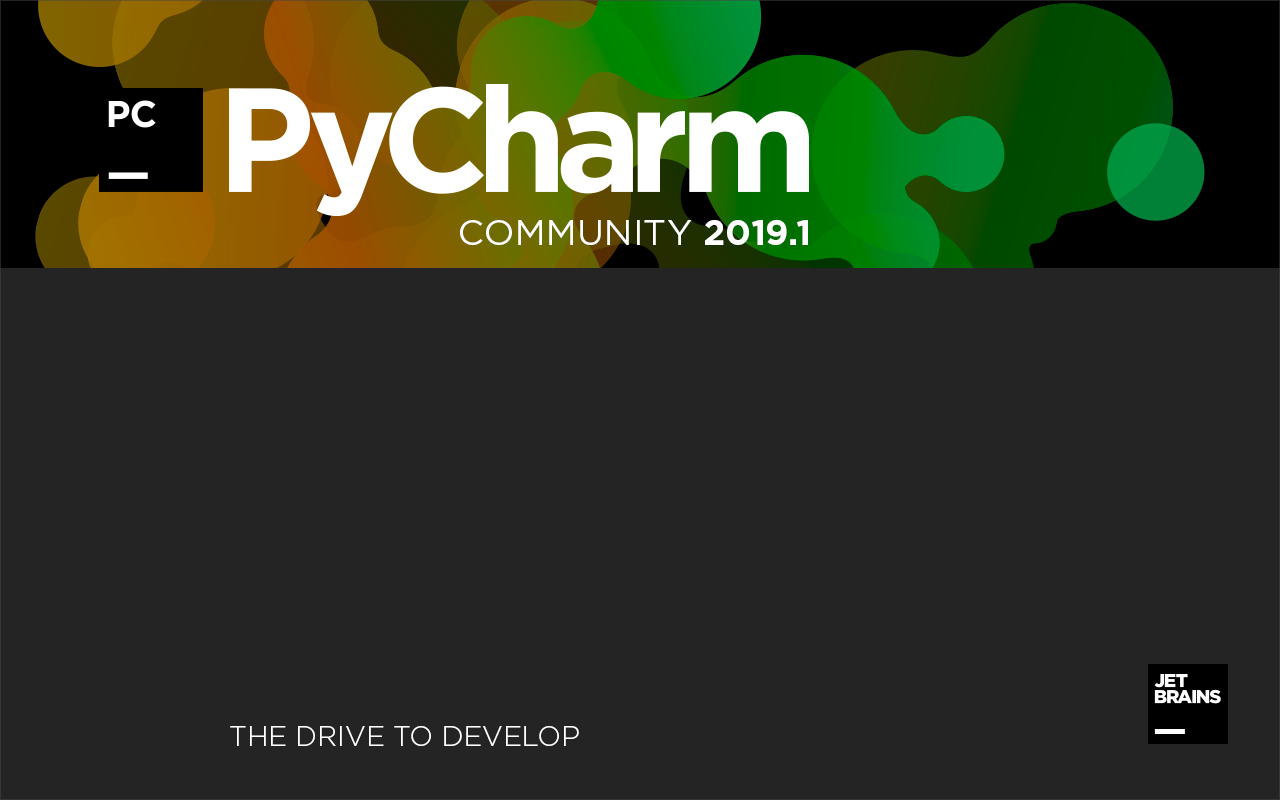 PC
PyCharm
COMMUNITY 2019.1
THE DRIVE TO DEVELOP
JET
BRAINS